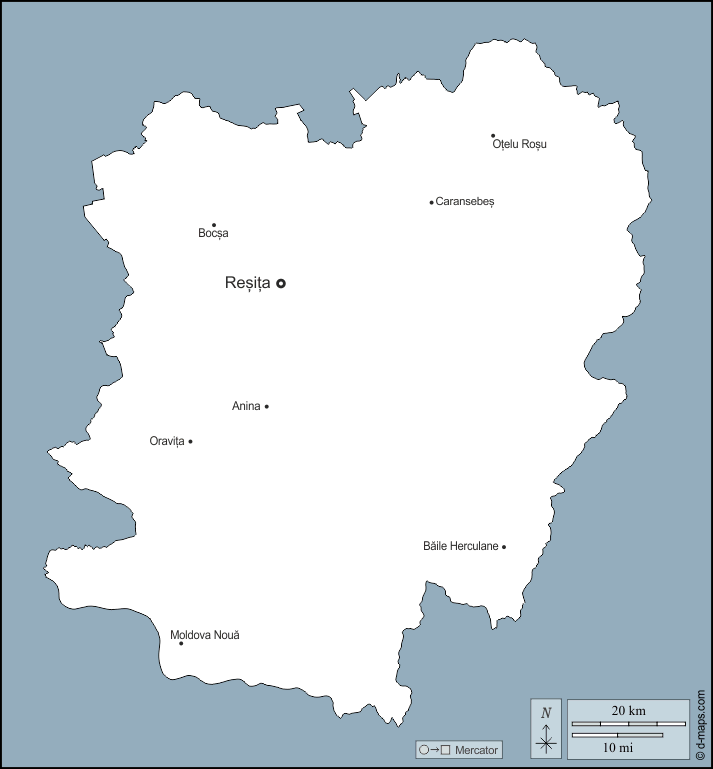 Oțelu Roșu
Caransebeș
Bocșa
Reșița
Anina
Oravița
Băile Herculane
Moldova Nouă
N
20 km
10 mi
Mercator
© d-maps.com